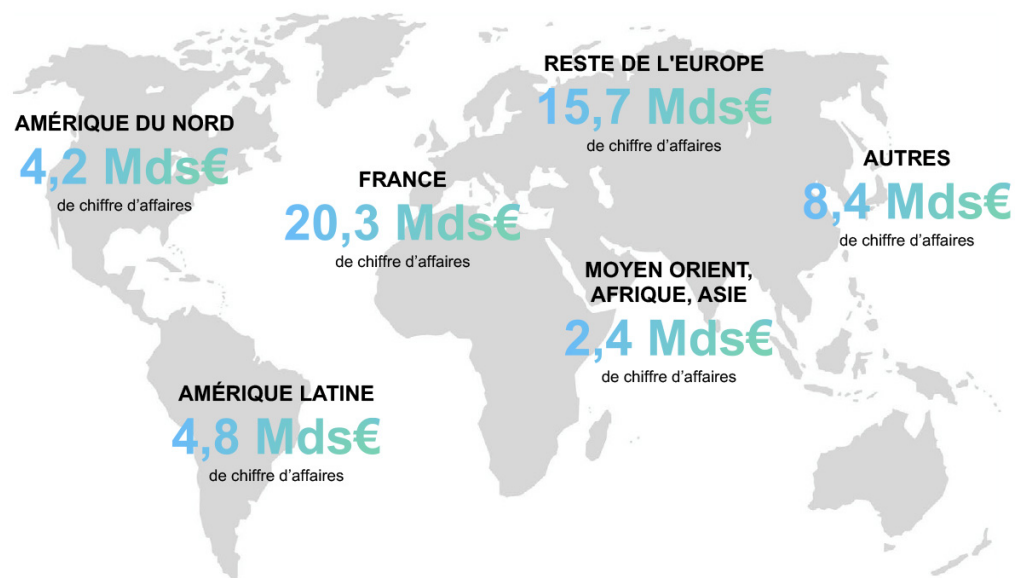 RESTE DE L'EUROPE
15,7 Mds€
de chiffre d’affaires
AMÉRIQUE DU NORD
4,2 Mds€
de chiffre d’affaires
FRANCE
20,3 Mds€
de chiffre d’affaires
AUTRES
8,4 Mds€
de chiffre d’affaires
MOYEN ORIENT,
AFRIQUE, ASIE
2,4 Mds€
de chiffre d’affaires
AMÉRIQUE LATINE
4,8 Mds€
de chiffre d’affaires